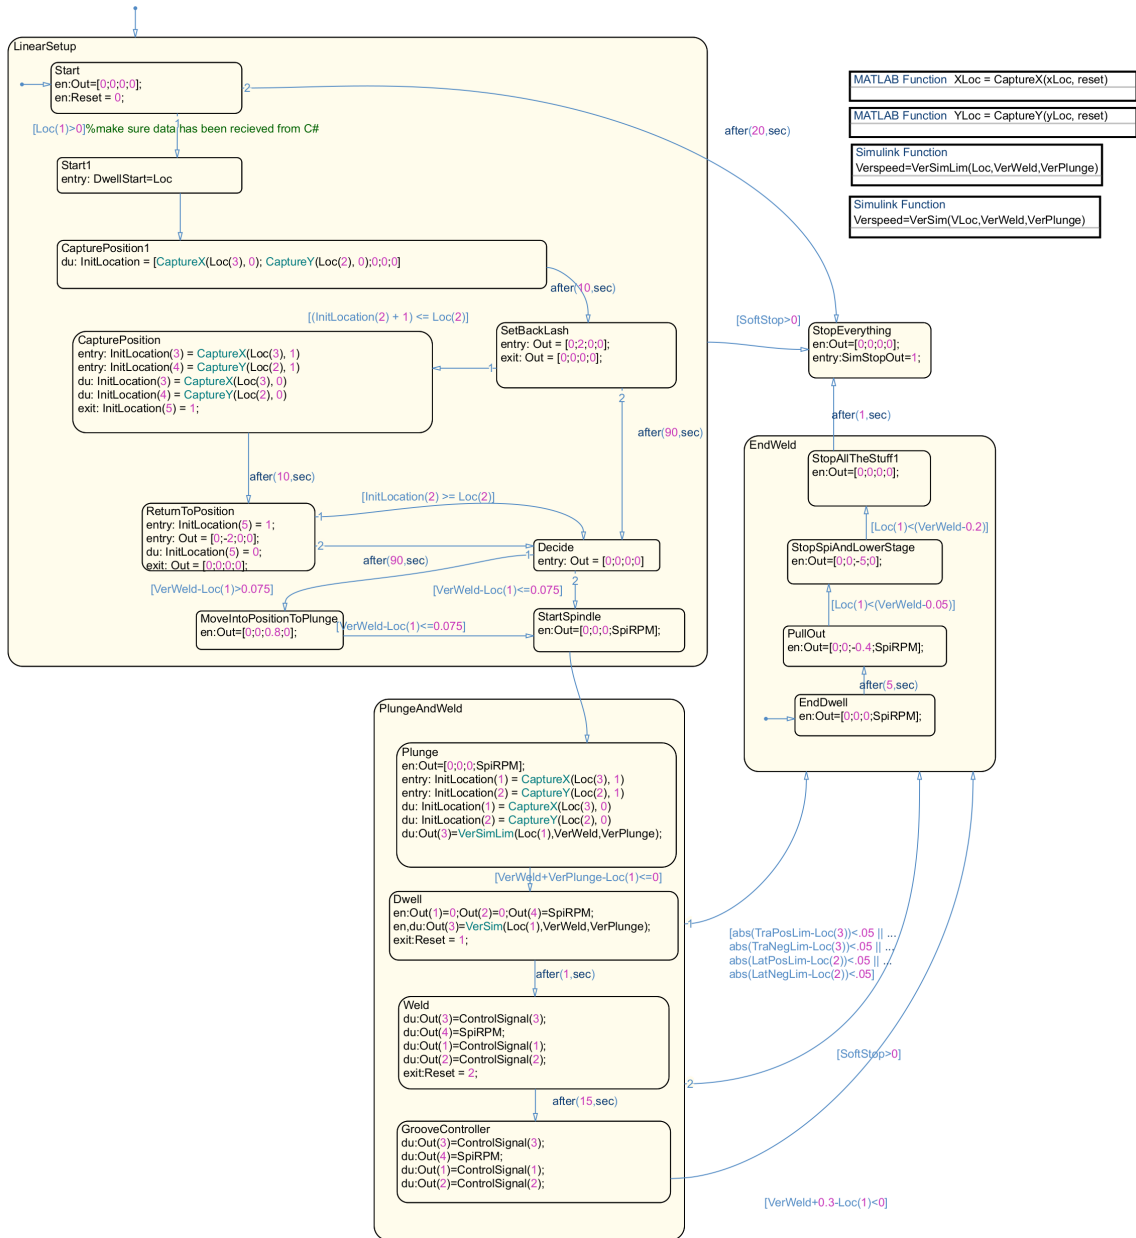 LinearSetup
Start
en:Out=[0;0;0;0];
en:Reset = 0;
2
[Loc(1)>0]%make sure data has been recieved from C#
1
Start1
entry: DwellStart=Loc
CapturePosition1
du: InitLocation = [CaptureX(Loc(3), 0); CaptureY(Loc(2), 0);0;0;0]
after(10,sec)
[(InitLocation(2) + 1) <= Loc(2)]
SetBackLash
entry: Out = [0;2;0;0];
exit: Out = [0;0;0;0];
1
2
CapturePosition
entry: InitLocation(3) = CaptureX(Loc(3), 1)
entry: InitLocation(4) = CaptureY(Loc(2), 1)
du: InitLocation(3) = CaptureX(Loc(3), 0)
du: InitLocation(4) = CaptureY(Loc(2), 0)
exit: InitLocation(5) = 1;
after(90,sec)
after(10,sec)
ReturnToPosition
entry: InitLocation(5) = 1;
entry: Out = [0;-2;0;0];
du: InitLocation(5) = 0;
exit: Out = [0;0;0;0];
1
[InitLocation(2) >= Loc(2)]
2
after(90,sec)
Decide
entry: Out = [0;0;0;0]
1
2
[VerWeld-Loc(1)>0.075]
[VerWeld-Loc(1)<=0.075]
MoveIntoPositionToPlunge
en:Out=[0;0;0.8;0];
[VerWeld-Loc(1)<=0.075]
StartSpindle
en:Out=[0;0;0;SpiRPM];
MATLAB Function XLoc = CaptureX(xLoc, reset)
MATLAB Function YLoc = CaptureY(yLoc, reset)
Simulink Function
Verspeed=VerSimLim(Loc,VerWeld,VerPlunge)
Simulink Function
Verspeed=VerSim(VLoc,VerWeld,VerPlunge)
after(20,sec)
[SoftStop>0]
StopEverything
en:Out=[0;0;0;0];
entry:SimStopOut=1;
after(1,sec)
EndWeld
StopAllTheStuff1
en:Out=[0;0;0;0];
[Loc(1)<(VerWeld-0.2)]
StopSpiAndLowerStage
en:Out=[0;0;-5;0];
[Loc(1)<(VerWeld-0.05)]
PullOut
en:Out=[0;0;-0.4;SpiRPM];
after(5,sec)
EndDwell
en:Out=[0;0;0;SpiRPM];
PlungeAndWeld
Plunge
en:Out=[0;0;0;SpiRPM];
entry: InitLocation(1) = CaptureX(Loc(3), 1)
entry: InitLocation(2) = CaptureY(Loc(2), 1)
du: InitLocation(1) = CaptureX(Loc(3), 0)
du: InitLocation(2) = CaptureY(Loc(2), 0)
du:Out(3)=VerSimLim(Loc(1),VerWeld,VerPlunge);
[VerWeld+VerPlunge-Loc(1)<=0]
Dwell
en:Out(1)=0;Out(2)=0;Out(4)=SpiRPM;
en,du:Out(3)=VerSim(Loc(1),VerWeld,VerPlunge);
exit:Reset = 1;
1
[abs(TraPosLim-Loc(3))<.05 || ...
abs(TraNegLim-Loc(3))<.05 || ...
abs(LatPosLim-Loc(2))<.05 || ...
abs(LatNegLim-Loc(2))<.05]
after(1,sec)
Weld
du:Out(3)=ControlSignal(3);
du:Out(4)=SpiRPM;
du:Out(1)=ControlSignal(1);
du:Out(2)=ControlSignal(2);
exit:Reset = 2;
2
[SoftStop>0]
after(15,sec)
GrooveController
du:Out(3)=ControlSignal(3);
du:Out(4)=SpiRPM;
du:Out(1)=ControlSignal(1);
du:Out(2)=ControlSignal(2);
[VerWeld+0.3-Loc(1)<0]